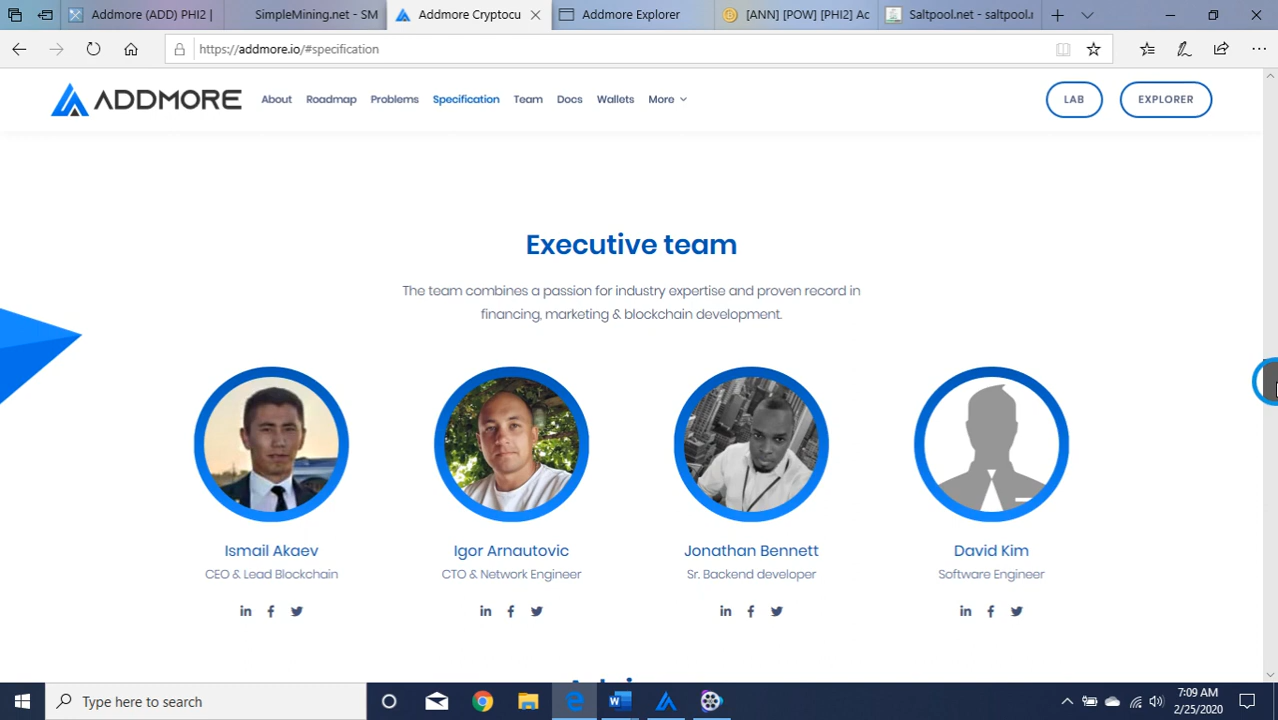 Addmore (ADD) PHI2 |
SimpleMining.net - SM
Addmore Cryptocu
Addmore Explorer
[ANN] [POW] [PHI2] Ac
Saltpool.net - saltpool.r
https://addmore.io/#specification
ADDMORE
About
Roadmap
Problems
Specification
Team
Docs
Wallets
More
LAB
EXPLORER
Executive team
The team combines a passion for industry expertise and proven record in
financing, marketing & blockchain development.
Ismail Akaev
CEO & Lead Blockchain
Igor Arnautovic
CTO & Network Engineer
Jonathan Bennett
Sr. Backend developer
David Kim
Software Engineer
Type here to search
7:09 AM
2/25/2020